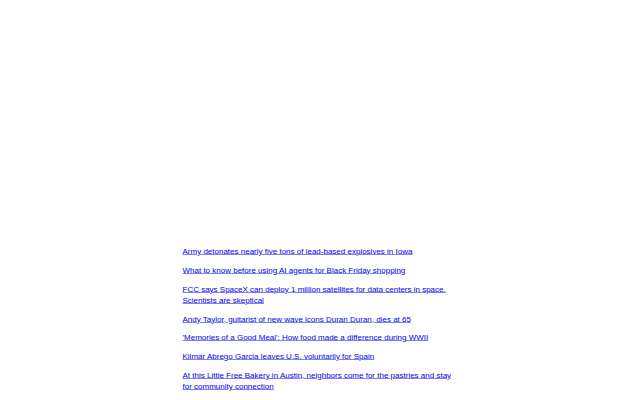 Army detonates nearly five tons of lead-based explosives in Iowa
What to know before using AI agents for Black Friday shopping
FCC says SpaceX can deploy 1 million satellites for data centers in space.
Scientists are skeptical
Andy Taylor, guitarist of new wave icons Duran Duran, dies at 65
'Memories of a Good Meal': How food made a difference during WWII
Kilmar Abrego Garcia leaves U.S. voluntarily for Spain
At this Little Free Bakery in Austin, neighbors come for the pastries and stay
for community connection